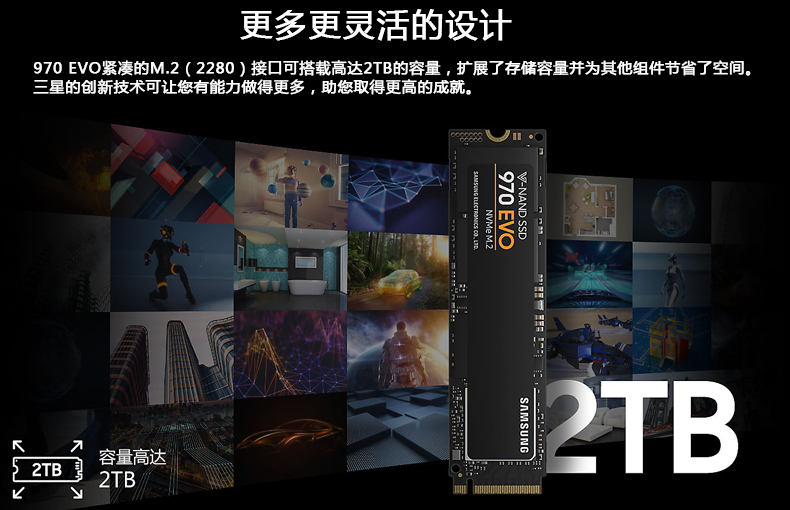 更多更灵活的设计
970 EVO紧凑的M.2（2280）接口可搭载高达2TB的容量，扩展了存储容量并为其他组件节省了空间。
三星的创新技术可让您有能力做得更多，助您取得更高的成就。
V-NAND SSD
970 EVO
NVMe M.2
SAMSUNG ELECTRONICS CO., LTD.
SAMSUNG
2TB
2TB
容量高达
2TB